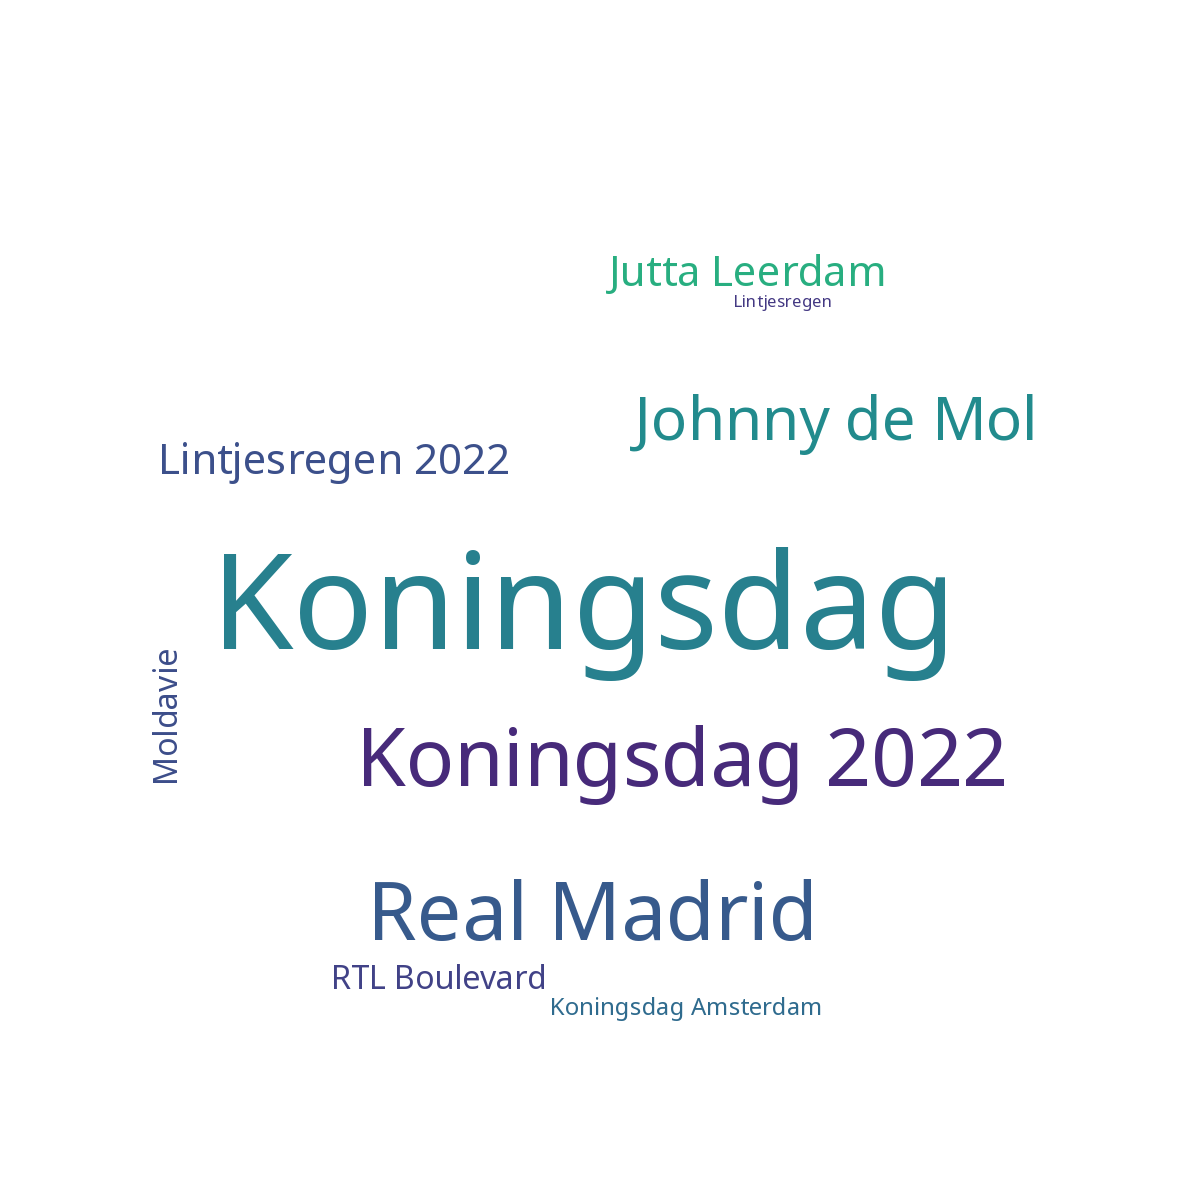 Jutta Leerdam
Lintjesregen
Johnny de Mol
Lintjesregen 2022
Koningsdag
Moldavie
Koningsdag 2022
Real Madrid
RTL Boulevard
Koningsdag Amsterdam